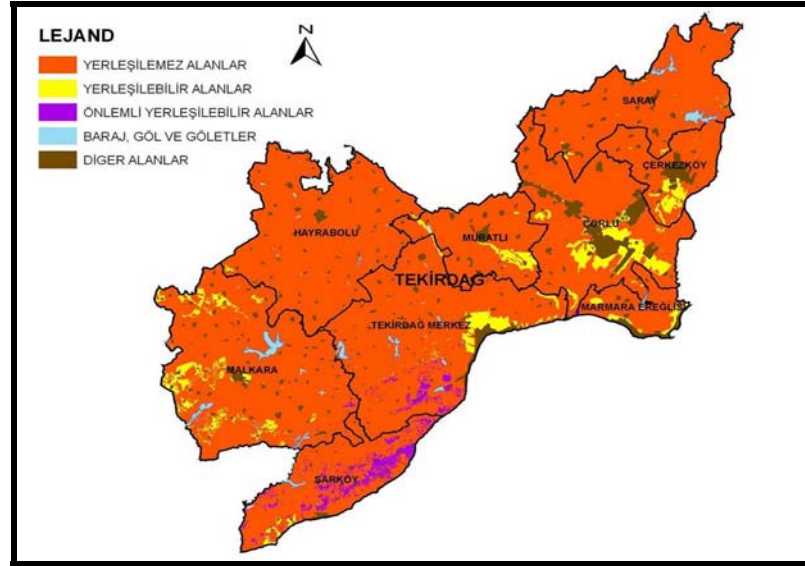 LEJAND
YERLEŞİLEMEZ ALANLAR
YERLEŞİLEBİLİR ALANLAR
ÖNLEMLİ YERLEŞİLEBİLİR ALANLAR
BARAJ, GÖL VE GÖLETLER
DİGER ALANLAR
N
SARAY
ÇERKEZKÖY
ÇORLU
HAYRABOLU
MURATLI
TEKİRDAĞ
MARMARA EREĞLİSİ
TEKİRDAĞ MERKEZ
MALKARA
ŞARKÖY